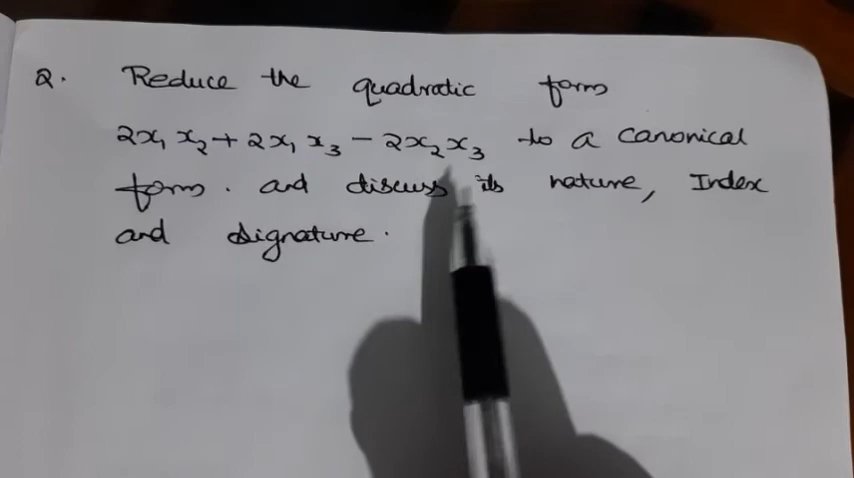 Q. Reduce the quadratic form
2x₁x₂ + 2x₁x₃ - 2x₂x₃ to a canonical
form. and discuss its nature, Index
and signature.